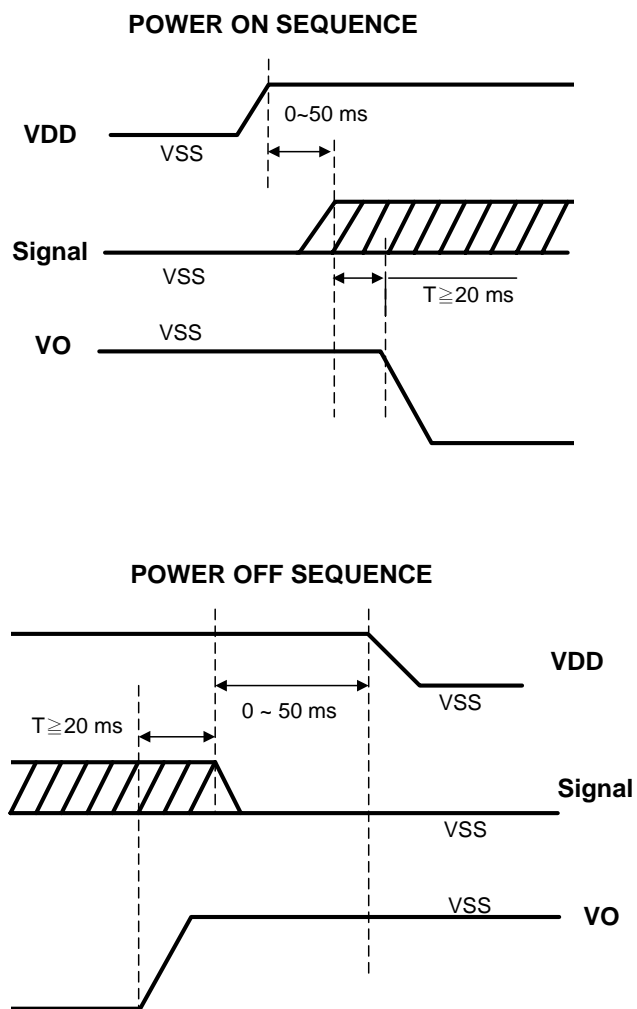 POWER ON SEQUENCE
VDD
VSS
0~50 ms
Signal
VSS
T≧20 ms
VO
VSS
POWER OFF SEQUENCE
VDD
VSS
0 ~ 50 ms
T≧20 ms
Signal
VSS
VSS
VO